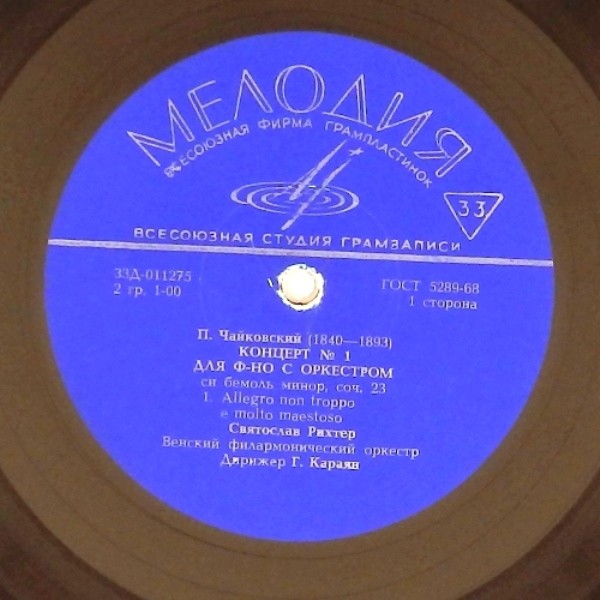 МЕЛОДИЯ
ВСЕСОЮЗНАЯ ФИРМА ГРАМПЛАСТИНОК
33
ВСЕСОЮЗНАЯ СТУДИЯ ГРАМЗАПИСИ
33Д-011275
ГОСТ 5289-68
2 гр. 1-00
1 сторона
П. Чайковский (1840—1893)
КОНЦЕРТ № 1
ДЛЯ Ф-НО С ОРКЕСТРОМ
си бемоль минор, соч. 23
1. Allegro non troppo
e molto maestoso
Святослав Рихтер
Венский филармонический оркестр
Дирижер Г. Караян